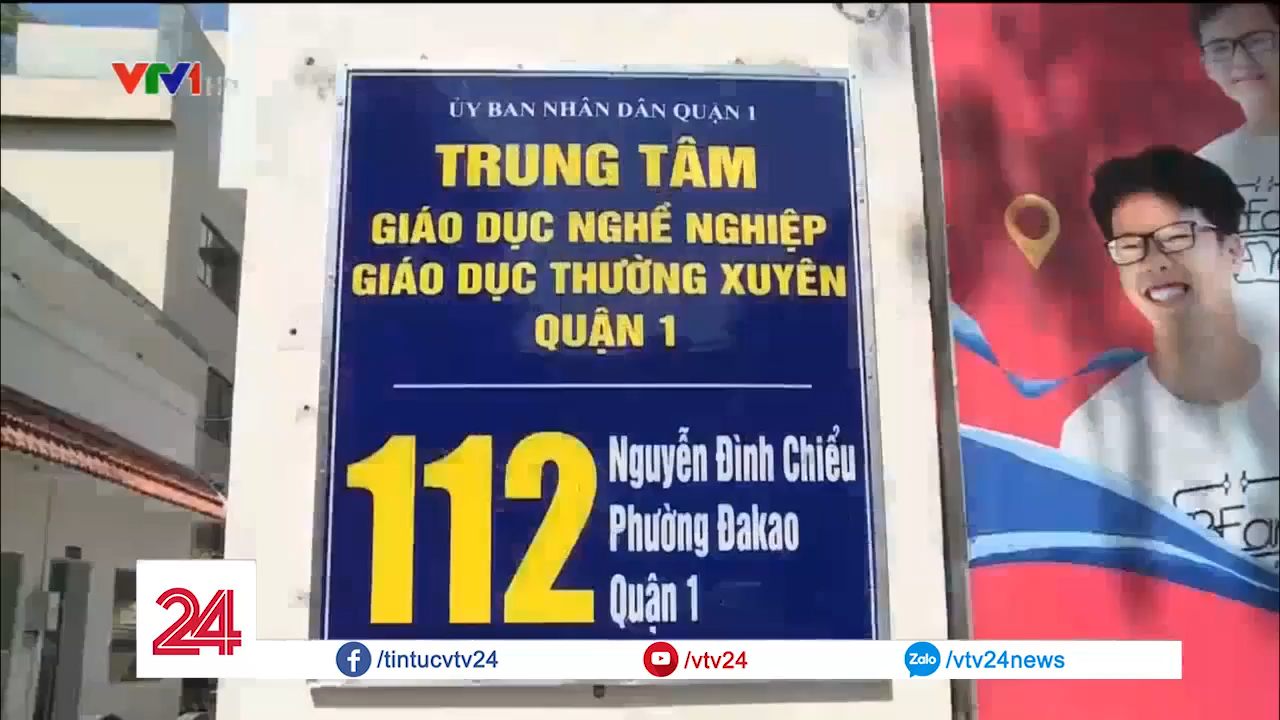 VTV1
ỦY BAN NHÂN DÂN QUẬN 1
TRUNG TÂM
GIÁO DỤC NGHỀ NGHIỆP
GIÁO DỤC THƯỜNG XUYÊN
QUẬN 1
112
Nguyễn Đình Chiểu
Phường Đakao
Quận 1
24
/tintucvtv24
/vtv24
Zalo
/vtv24news